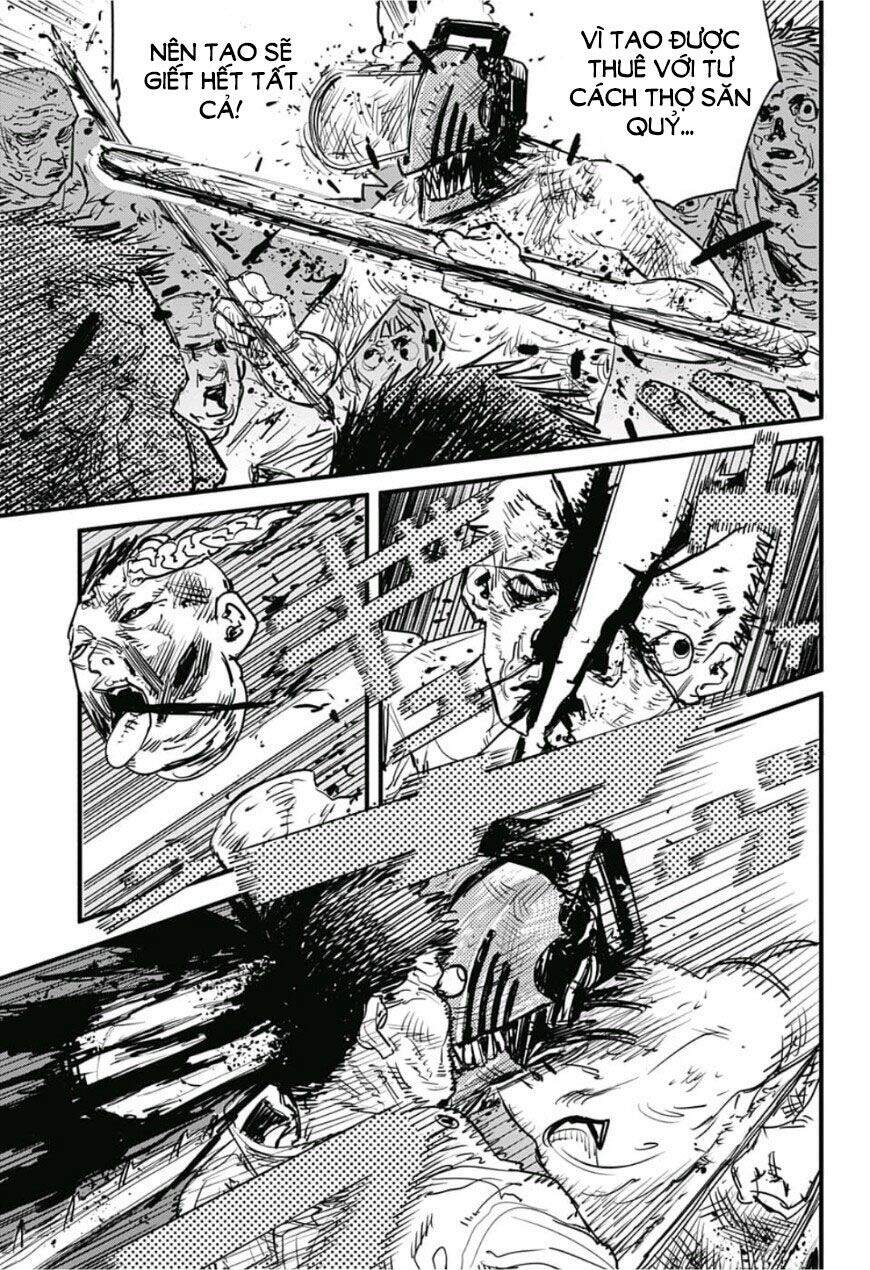 VÌ TAO ĐƯỢC
THUÊ VỚI TƯ
CÁCH THỢ SĂN
QUỶ...
NÊN TAO SẼ
GIẾT HẾT TẤT
CẢ!